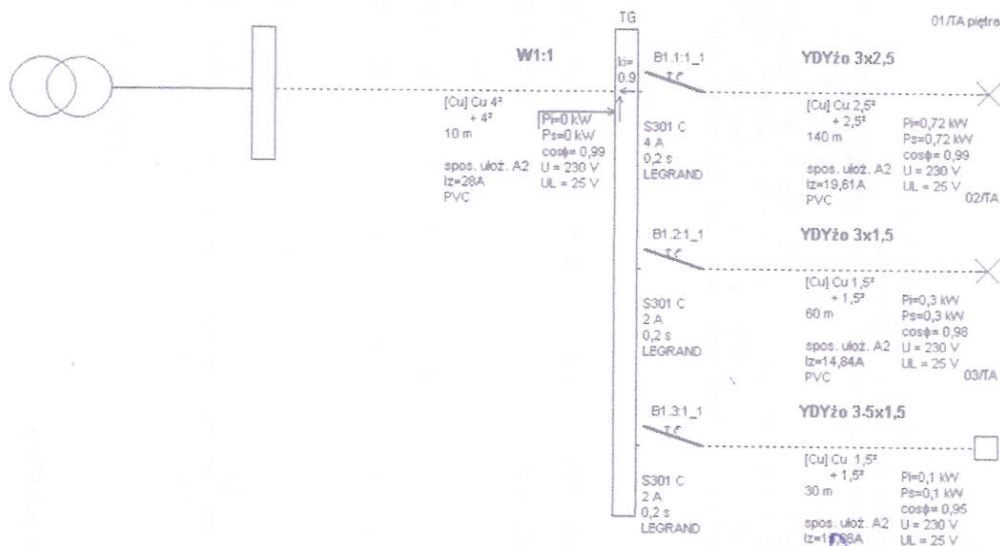 TG
01/TA piętra
W1:1
ki=
0.9
[Cu] Cu 4²
+ 4²
10 m
spos. ułoż. A2
Iz=28A
PVC
Pi=0 kW
Ps=0 kW
cosϕ= 0,99
U = 230 V
UL = 25 V
B1.1:1_1
S301 C
4 A
0,2 s
LEGRAND
YDYżo 3x2,5
[Cu] Cu 2,5²
+ 2,5²
140 m
spos. ułoż. A2
Iz=19,61A
PVC
Pi=0,72 kW
Ps=0,72 kW
cosϕ= 0,99
U = 230 V
UL = 25 V
02/TA
B1.2:1_1
S301 C
2 A
0,2 s
LEGRAND
YDYżo 3x1,5
[Cu] Cu 1,5²
+ 1,5²
60 m
spos. ułoż. A2
Iz=14,84A
PVC
Pi=0,3 kW
Ps=0,3 kW
cosϕ= 0,98
U = 230 V
UL = 25 V
03/TA
B1.3:1_1
S301 C
2 A
0,2 s
LEGRAND
YDYżo 3.5x1,5
[Cu] Cu 1,5²
+ 1,5²
30 m
spos. ułoż. A2
Pi=0,1 kW
Ps=0,1 kW
cosϕ= 0,95
U = 230 V
UL = 25 V